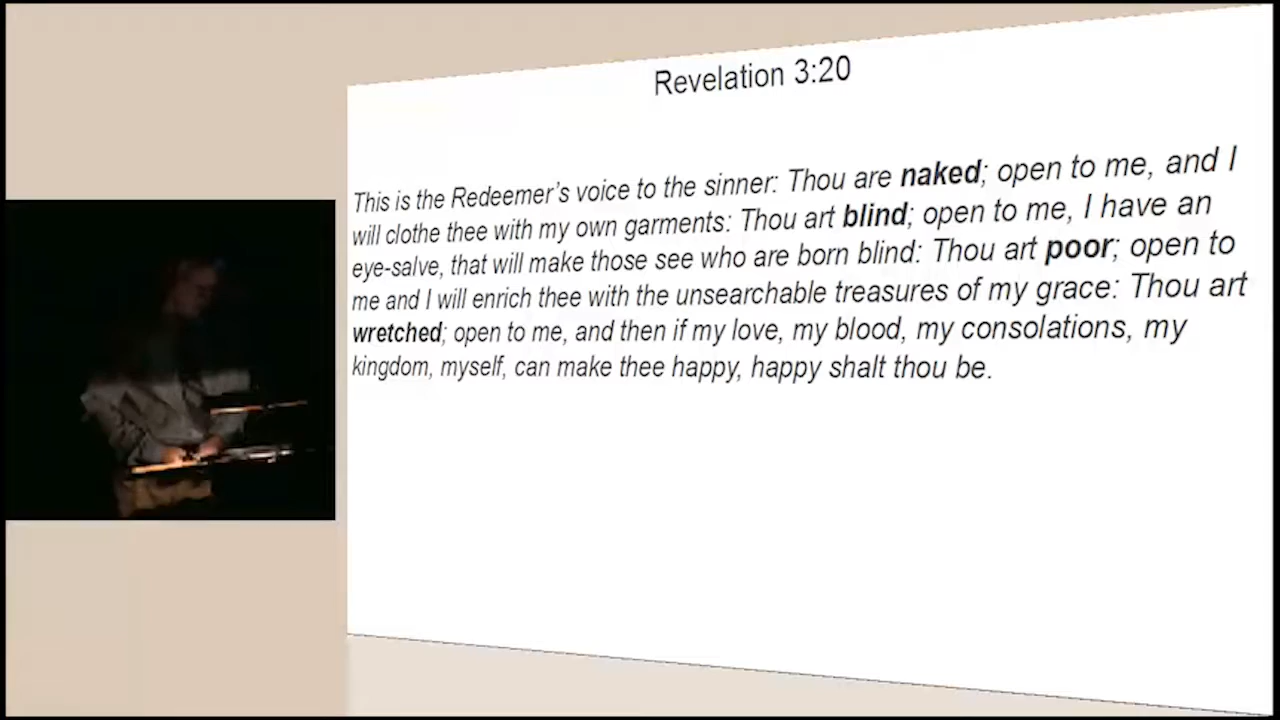 Revelation 3:20
This is the Redeemer's voice to the sinner: Thou are naked; open to me, and I
will clothe thee with my own garments: Thou art blind; open to me, I have an
eye-salve, that will make those see who are born blind: Thou art poor; open to
me and I will enrich thee with the unsearchable treasures of my grace: Thou art
wretched; open to me, and then if my love, my blood, my consolations, my
kingdom, myself, can make thee happy, happy shalt thou be.